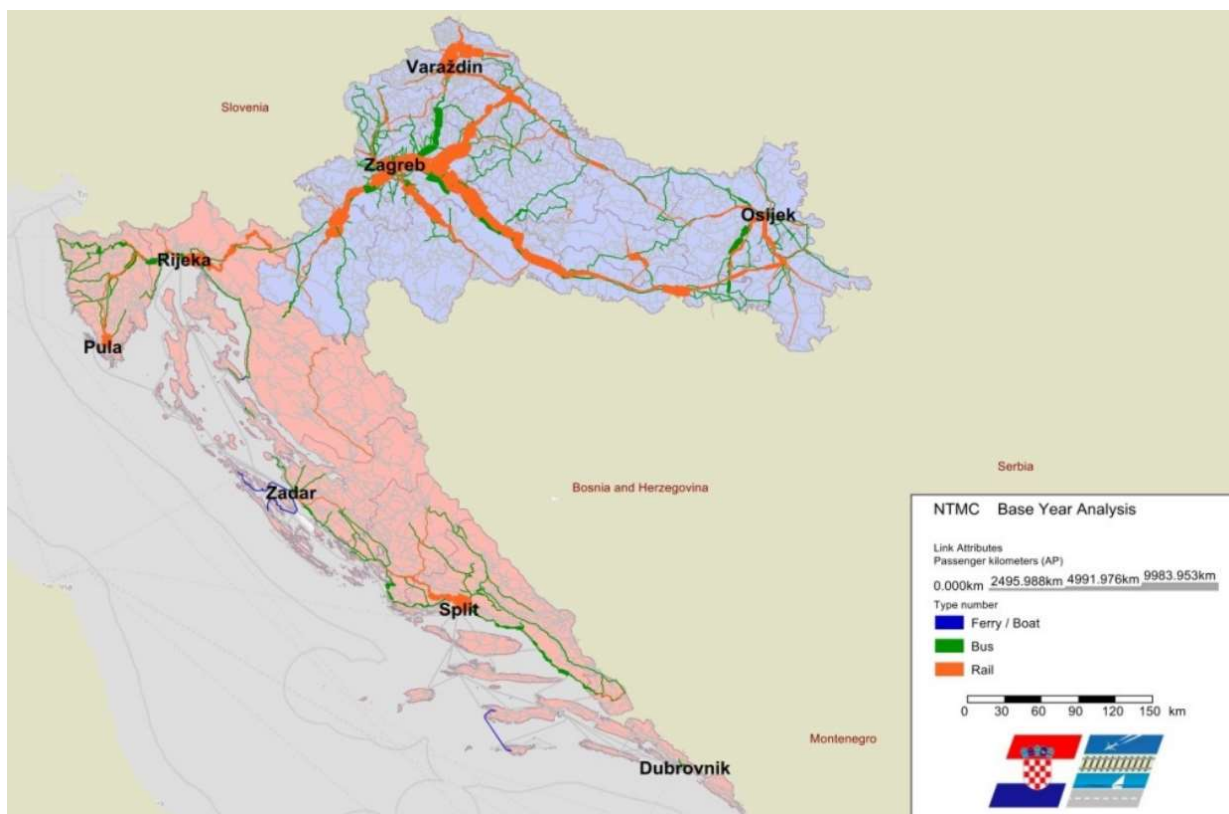 Varaždin
Slovenia
Zagreb
Osijek
Rijeka
Pula
Serbia
Zadar
Bosnia and Herzegovina
NTMC Base Year Analysis
Link Attributes
Passenger kilometers (AP)
0.000km 2495.988km 4991.976km 9983.953km
Type number
Split
Ferry / Boat
Bus
Rail
0 30 60 90 120 150 km
Montenegro
Dubrovnik